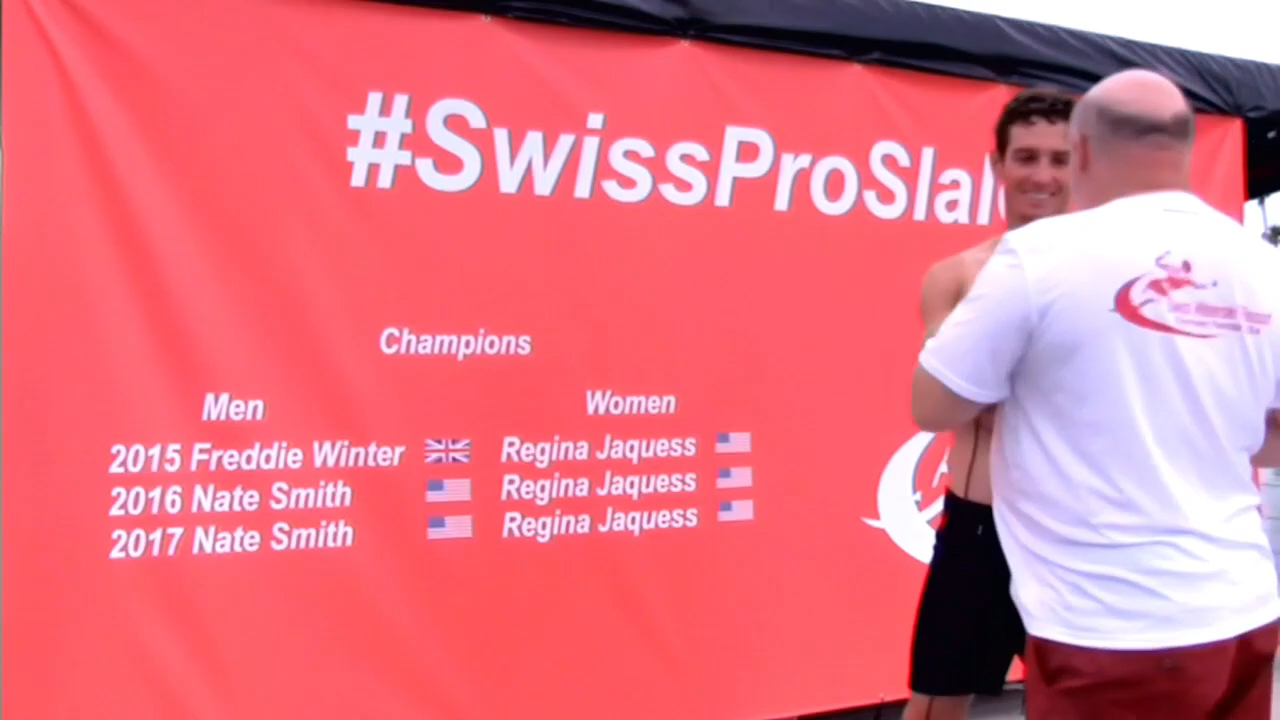 #SwissProSlal
Champions
Men Women
2015 Freddie Winter Regina Jaquess
2016 Nate Smith Regina Jaquess
2017 Nate Smith Regina Jaquess